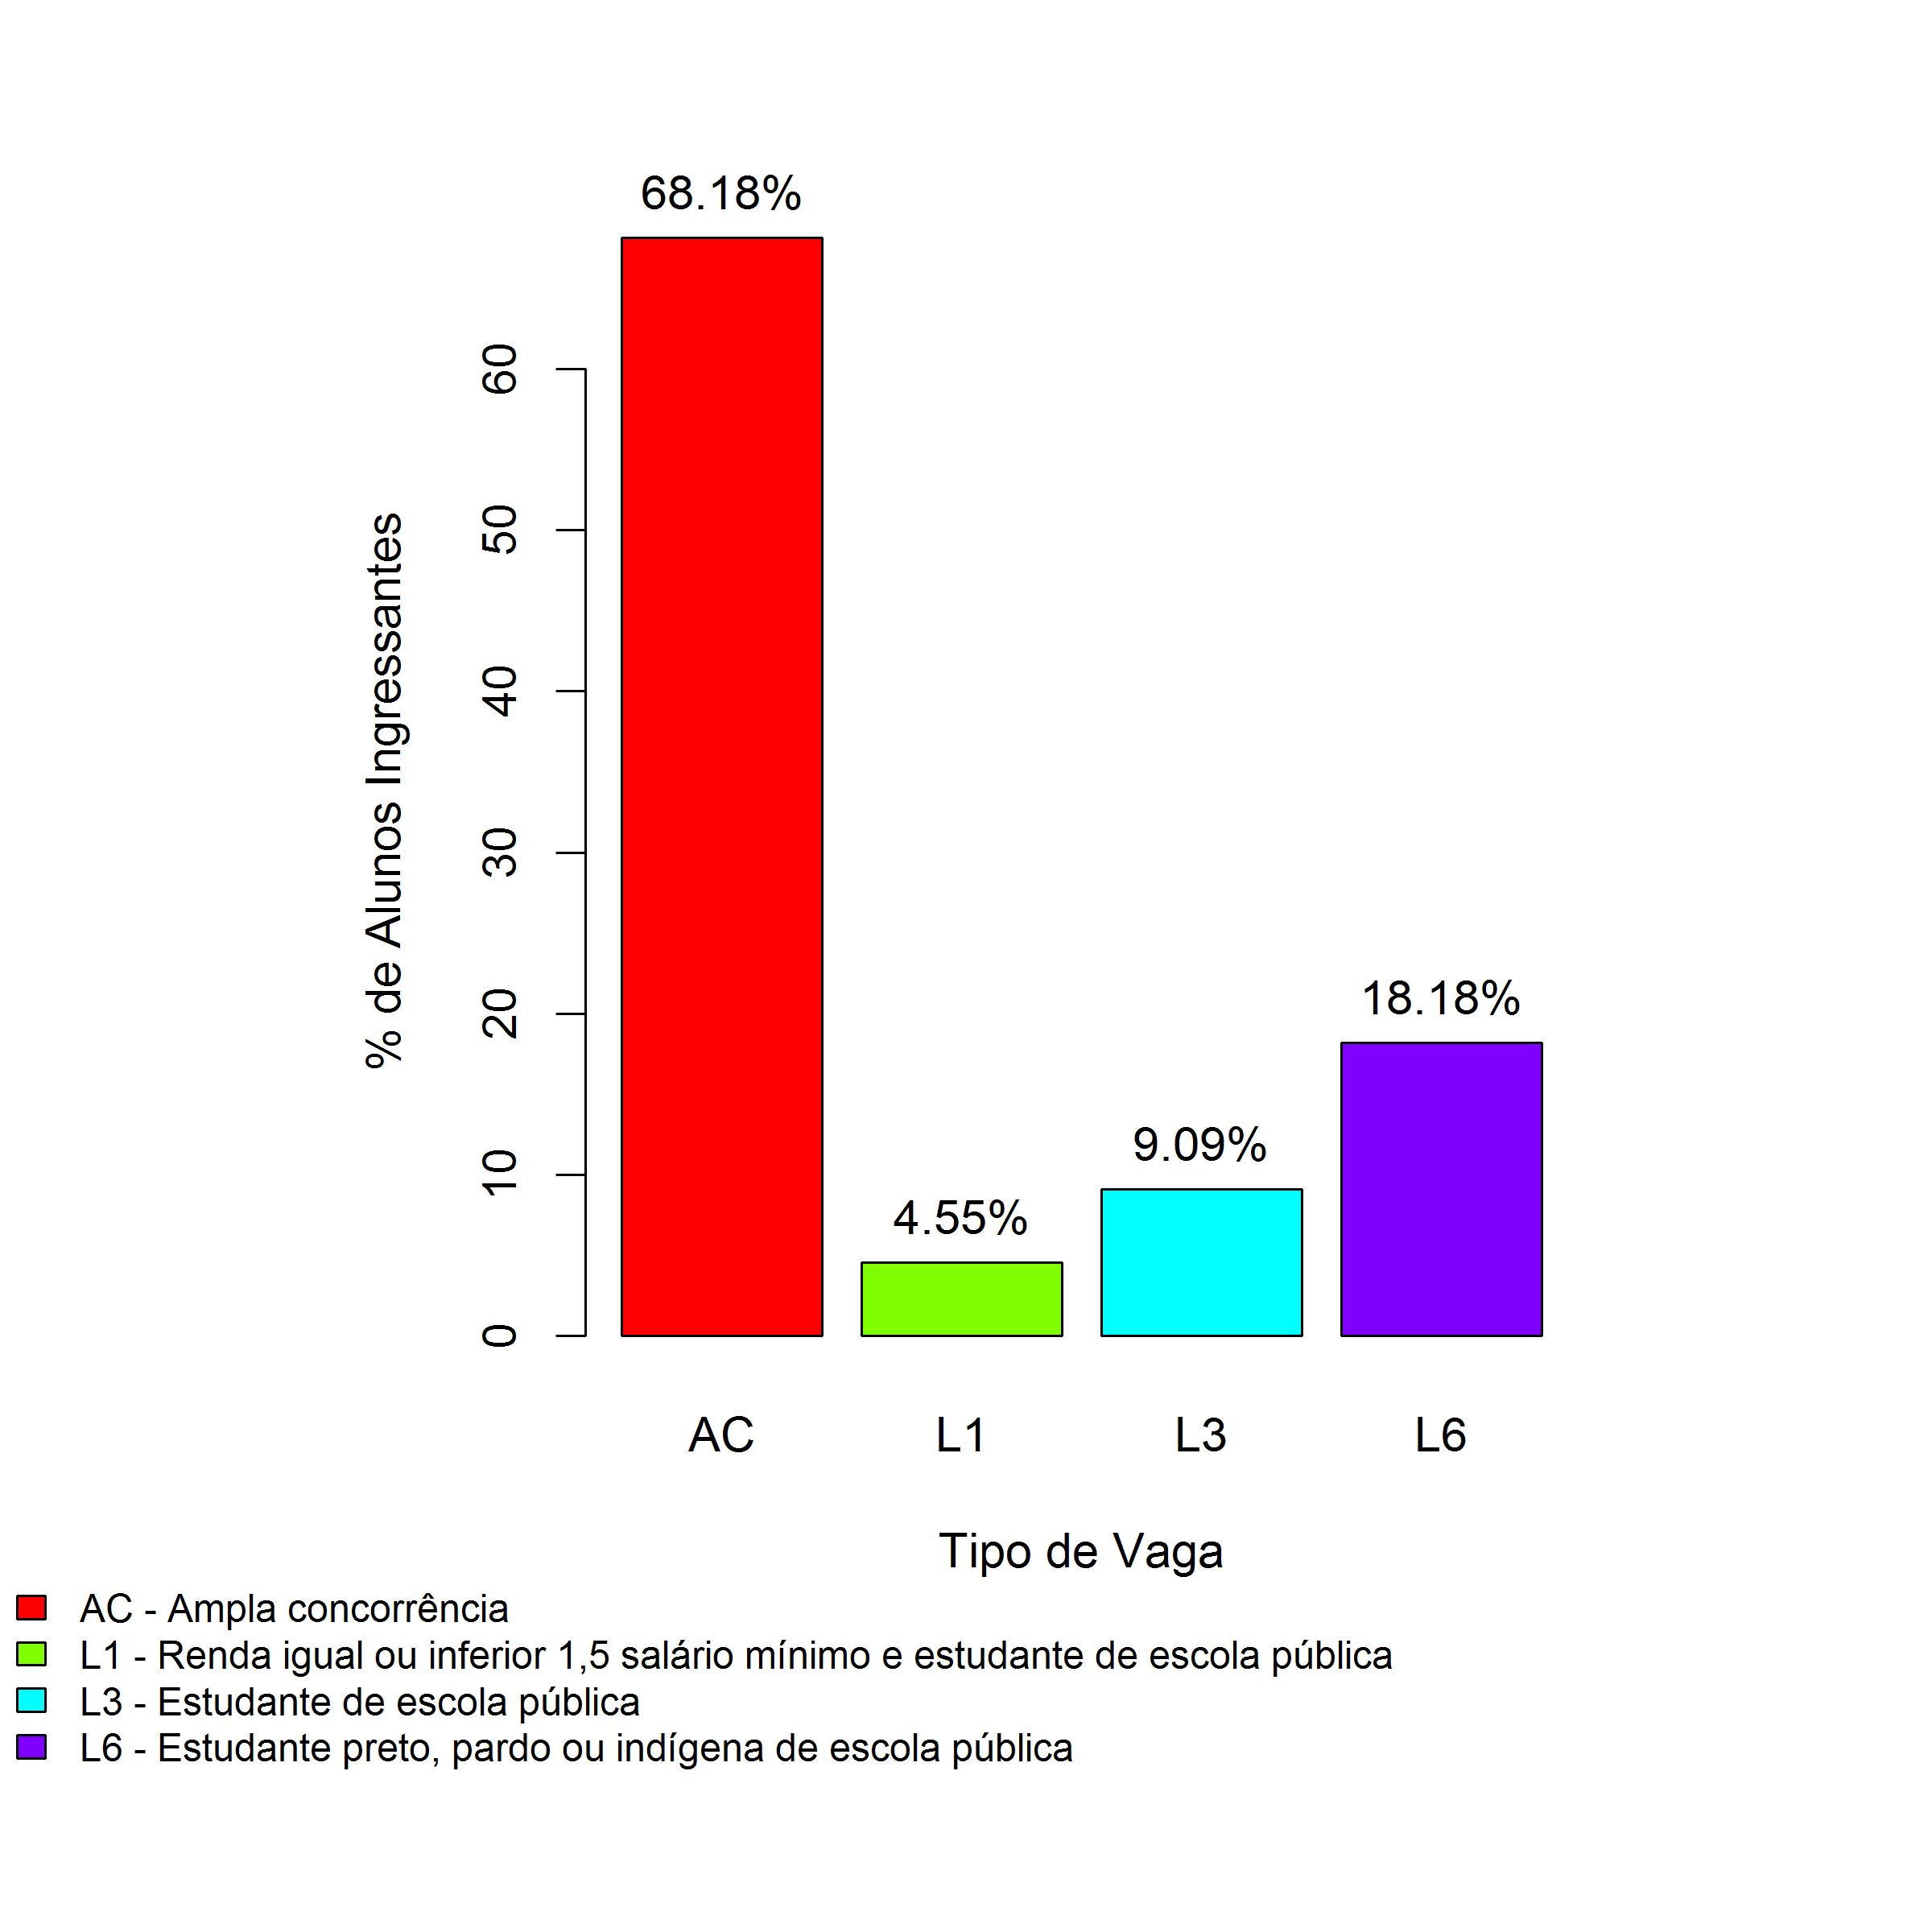 68.18%
60
50
40
30
20
10
0
% de Alunos Ingressantes
4.55%
9.09%
18.18%
AC
L1
L3
L6
Tipo de Vaga
AC - Ampla concorrência
L1 - Renda igual ou inferior 1,5 salário mínimo e estudante de escola pública
L3 - Estudante de escola pública
L6 - Estudante preto, pardo ou indígena de escola pública